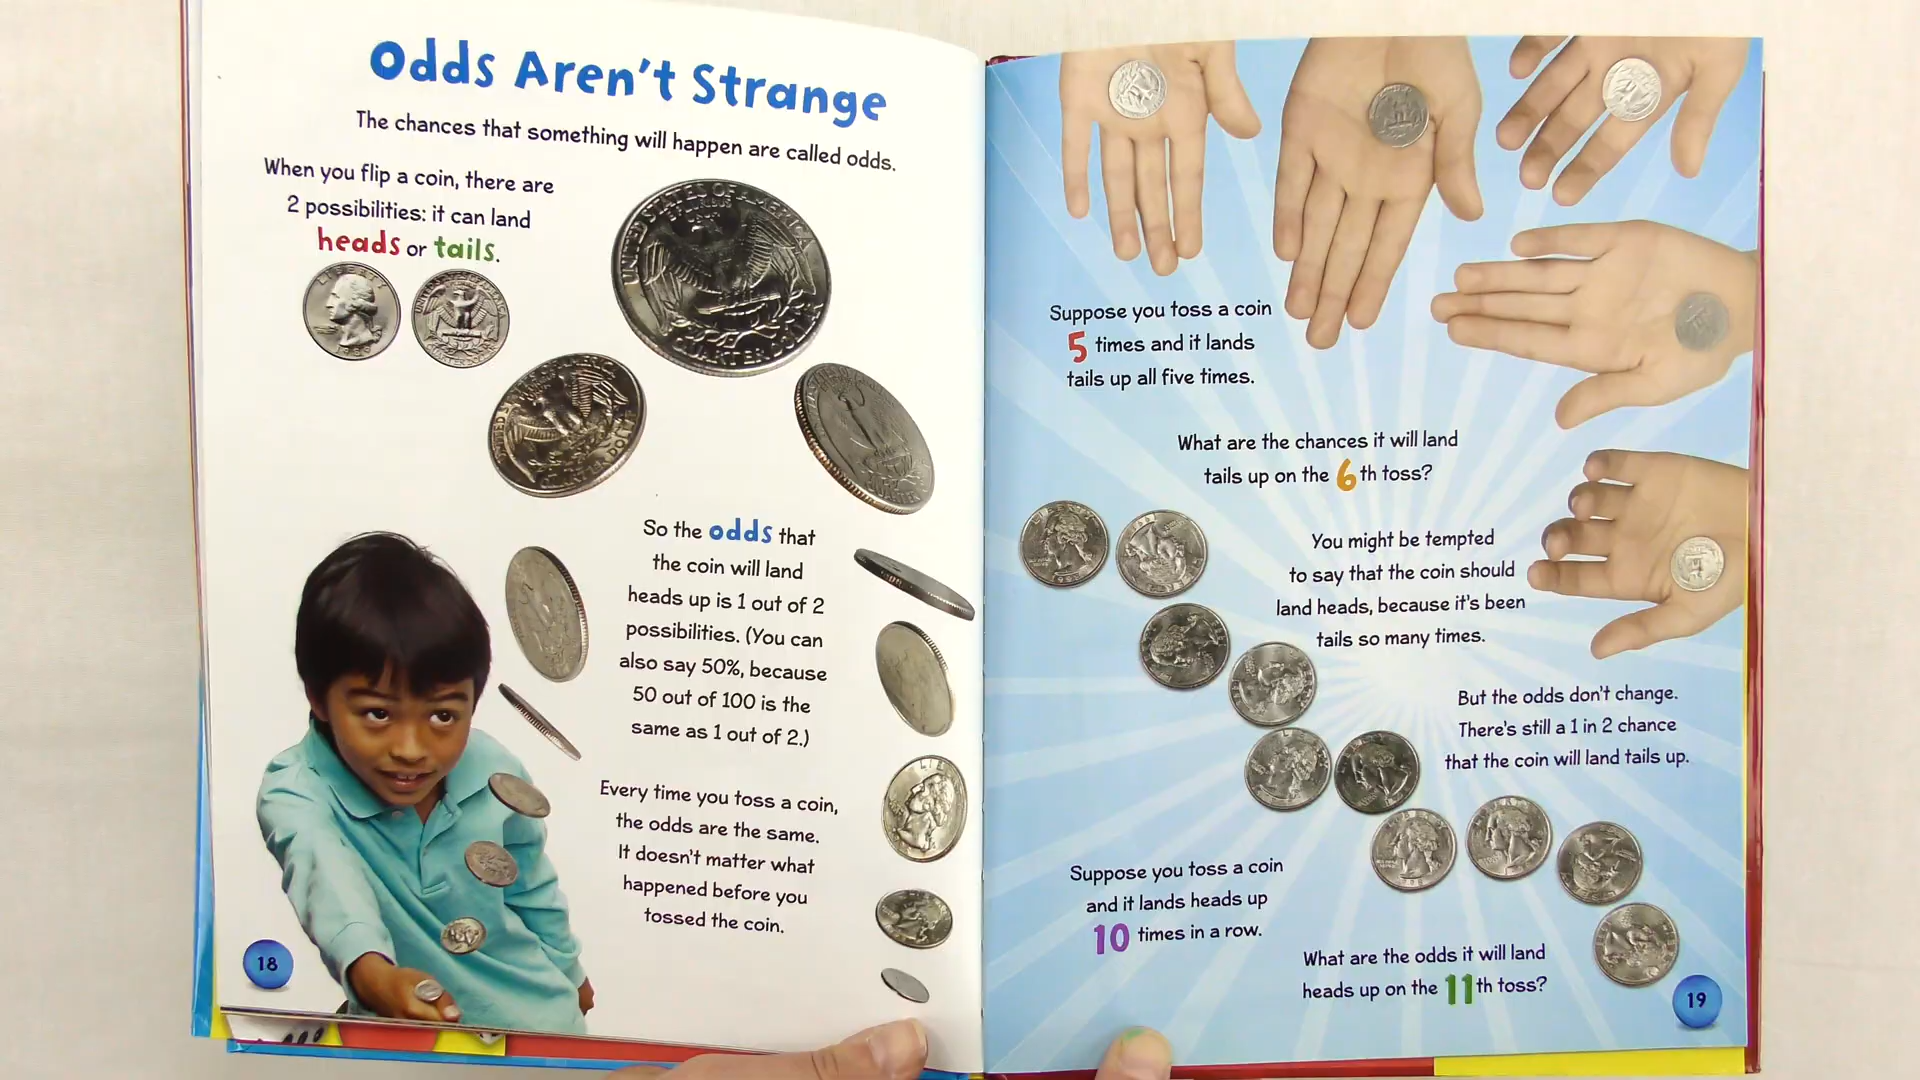 Odds Aren't Strange
The chances that something will happen are called odds.
When you flip a coin, there are
2 possibilities: it can land
heads or tails.
So the odds that
the coin will land
heads up is 1 out of 2
possibilities. (You can
also say 50%, because
50 out of 100 is the
same as 1 out of 2.)
Every time you toss a coin,
the odds are the same.
It doesn't matter what
happened before you
tossed the coin.
18
Suppose you toss a coin
5 times and it lands
tails up all five times.
What are the chances it will land
tails up on the 6th toss?
You might be tempted
to say that the coin should
land heads, because it's been
tails so many times.
But the odds don't change.
There's still a 1 in 2 chance
that the coin will land tails up.
Suppose you toss a coin
and it lands heads up
10 times in a row.
What are the odds it will land
heads up on the 11th toss?
19